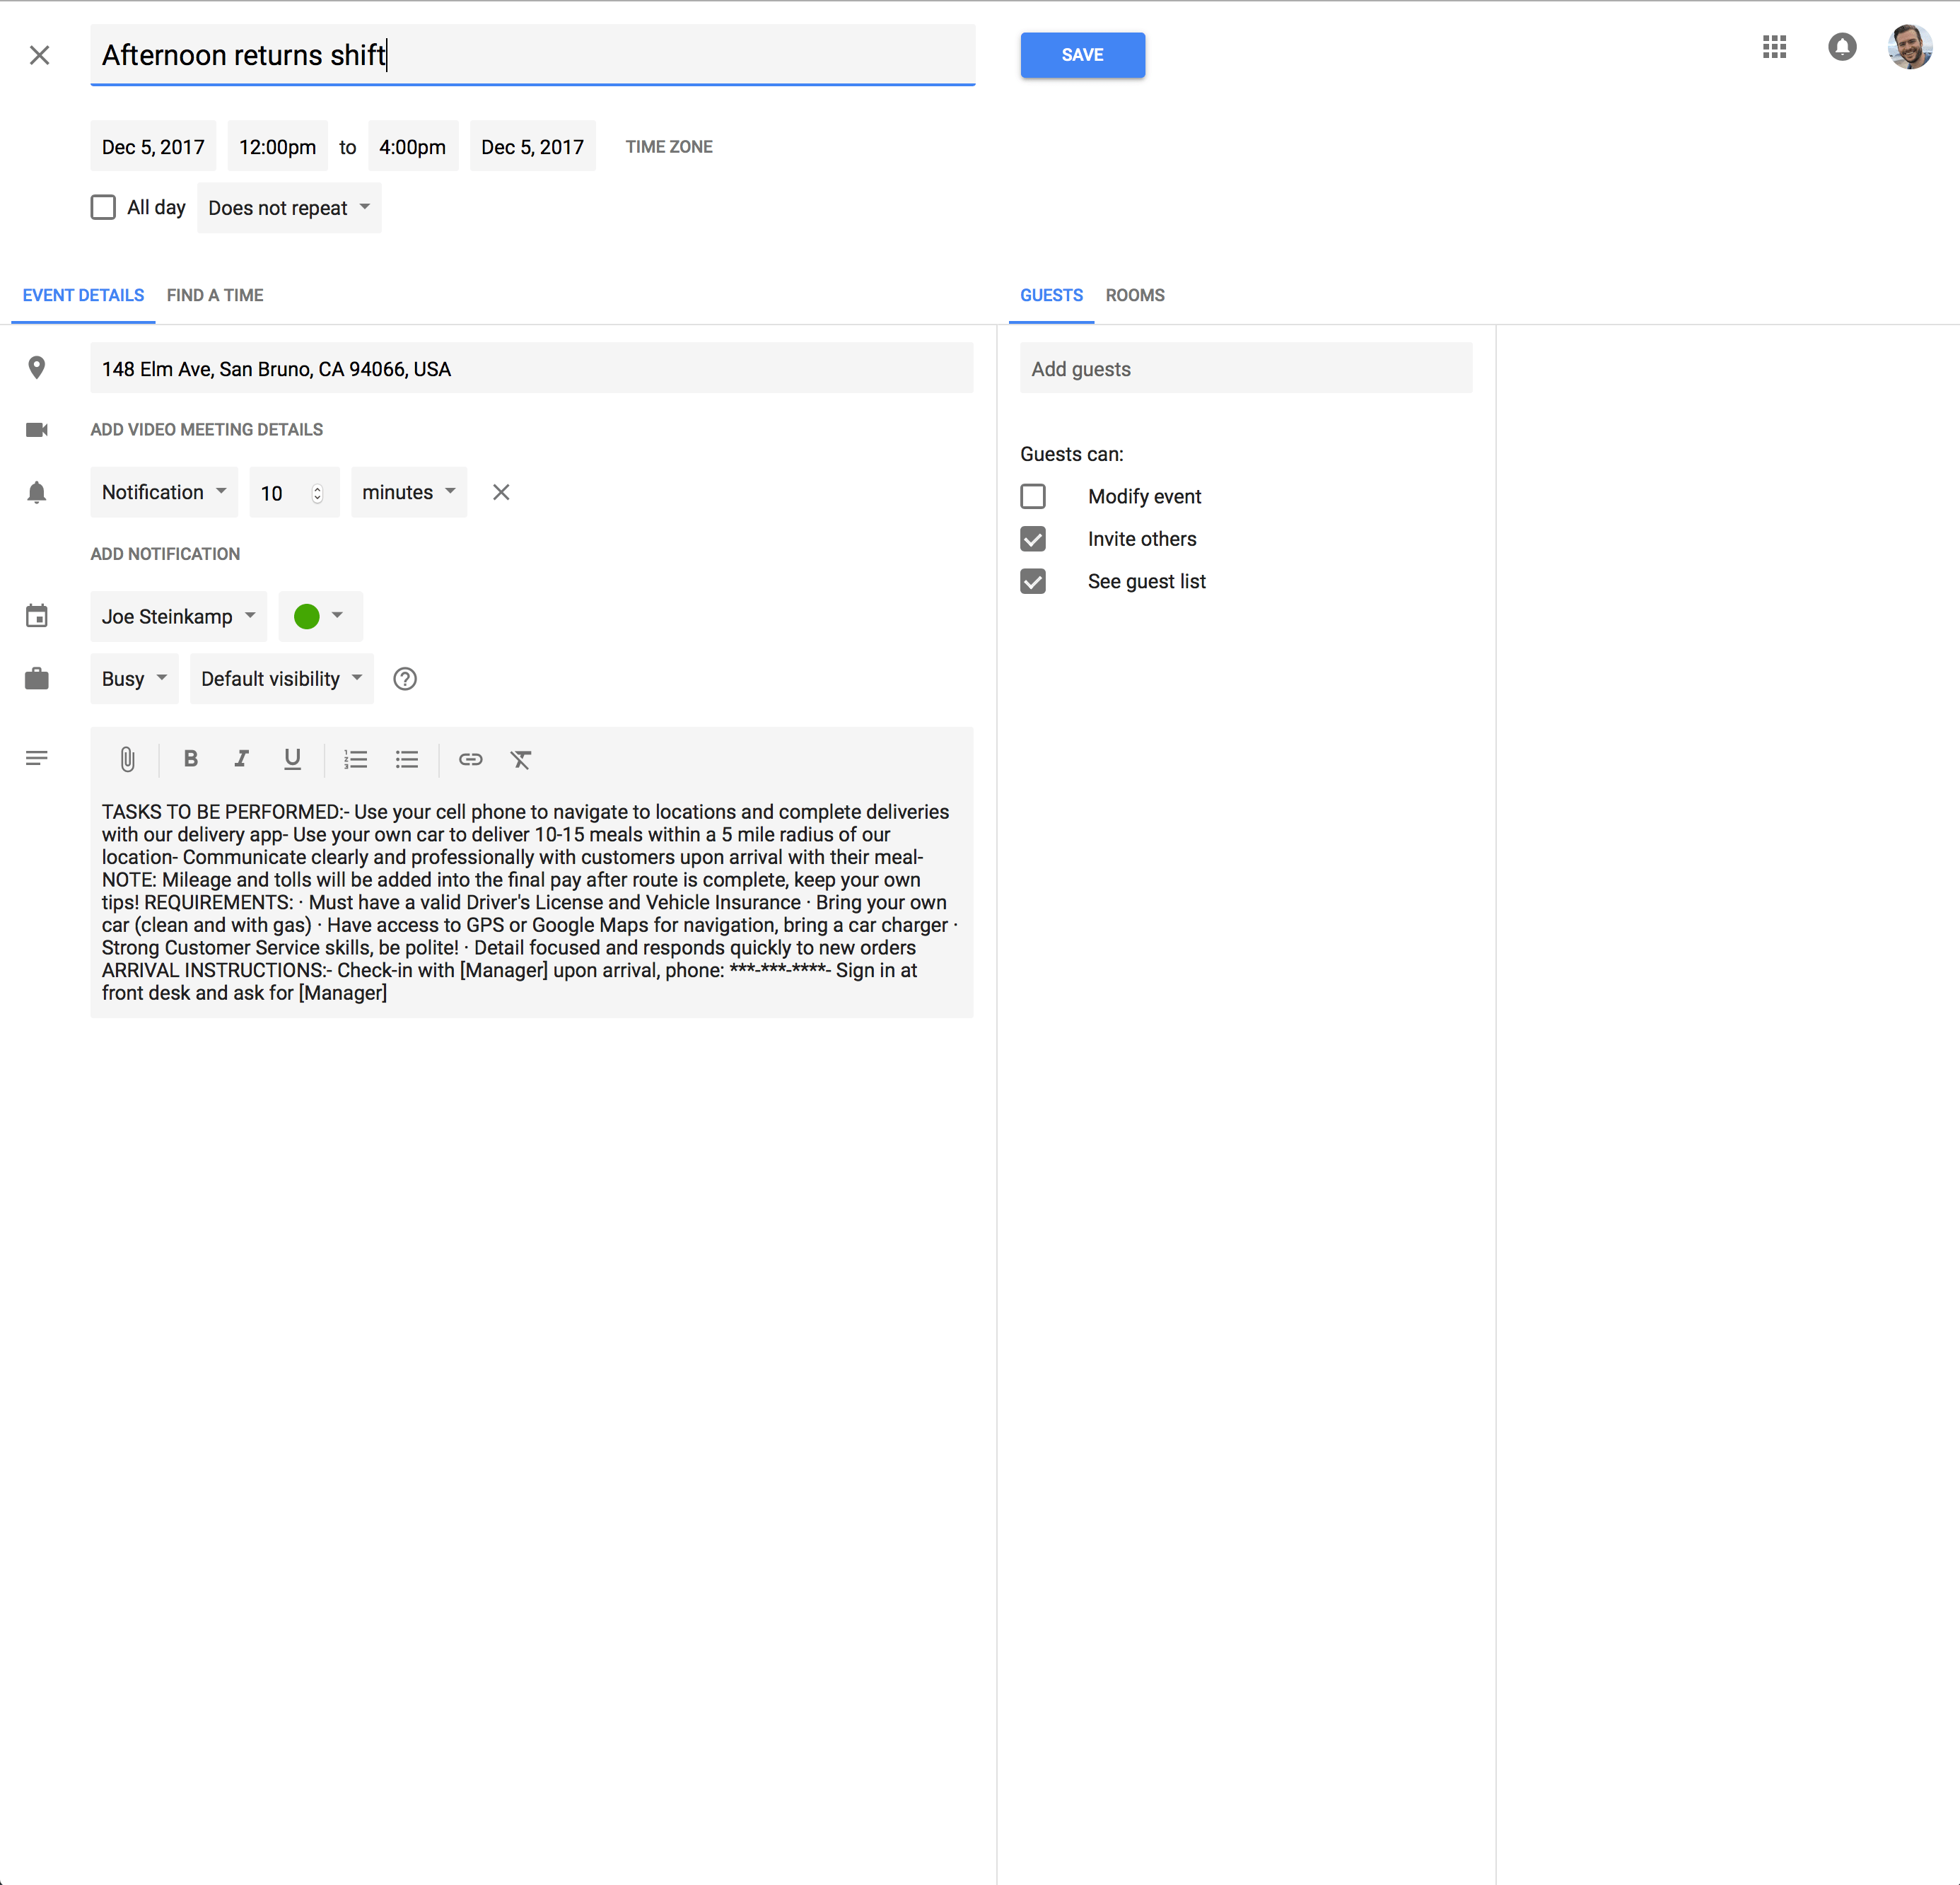 Afternoon returns shift
SAVE
Dec 5, 2017 12:00pm to 4:00pm Dec 5, 2017 TIME ZONE
All day Does not repeat
EVENT DETAILS FIND A TIME
GUESTS ROOMS
148 Elm Ave, San Bruno, CA 94066, USA
ADD VIDEO MEETING DETAILS
Notification 10 minutes
ADD NOTIFICATION
Joe Steinkamp
Busy Default visibility
B I U
TASKS TO BE PERFORMED:- Use your cell phone to navigate to locations and complete deliveries
with our delivery app- Use your own car to deliver 10-15 meals within a 5 mile radius of our
location- Communicate clearly and professionally with customers upon arrival with their meal-
NOTE: Mileage and tolls will be added into the final pay after route is complete, keep your own
tips! REQUIREMENTS: · Must have a valid Driver's License and Vehicle Insurance · Bring your own
car (clean and with gas) · Have access to GPS or Google Maps for navigation, bring a car charger ·
Strong Customer Service skills, be polite! · Detail focused and responds quickly to new orders
ARRIVAL INSTRUCTIONS:- Check-in with [Manager] upon arrival, phone: ***-***-****- Sign in at
front desk and ask for [Manager]
Add guests
Guests can:
Modify event
Invite others
See guest list